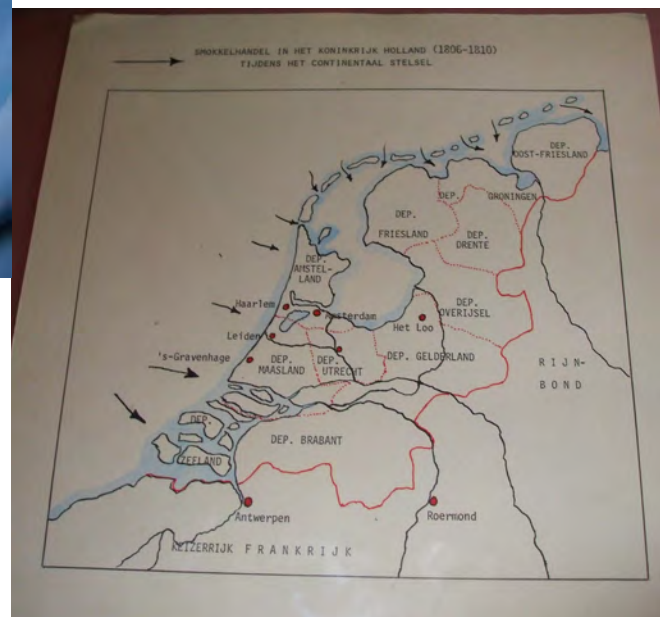 SMOKKELHANDEL IN HET KONINKRIJK HOLLAND (1806-1810)
TIJDENS HET CONTINENTAAL STELSEL
DEP.
OOST-FRIESLAND
DEP.
GRONINGEN
DEP.
FRIESLAND
DEP.
DRENTE
DEP.
AMSTEL-
LAND
Haarlem
Amsterdam
DEP.
OVERIJSEL
Het Loo
Leiden
's-Gravenhage
DEP.
MAASLAND
DEP.
UTRECHT
DEP. GELDERLAND
RIJN-
BOND
DEP.
ZEELAND
DEP. BRABANT
Antwerpen
Roermond
KEIZERRIJK FRANKRIJK